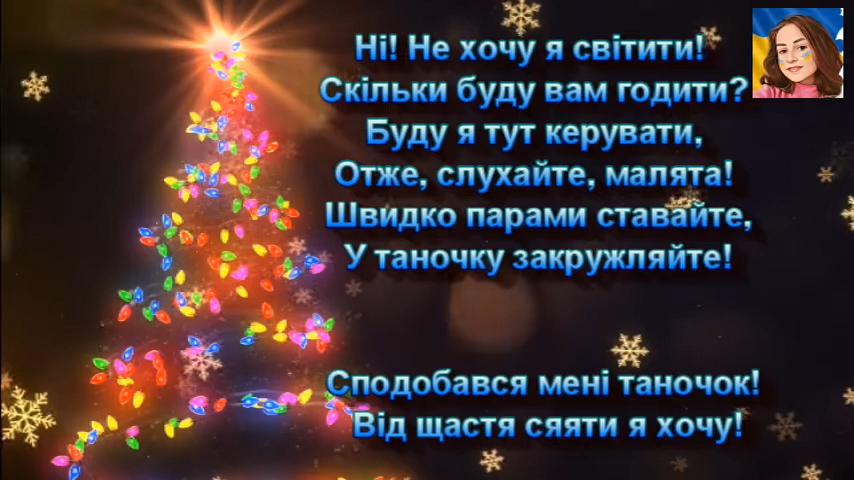 Ні! Не хочу я світити!
Скільки буду вам годити?
Буду я тут керувати,
Отже, слухайте, малята!
Швидко парами ставайте,
У таночку закружляйте!
Сподобався мені таночок!
Від щастя сяяти я хочу!